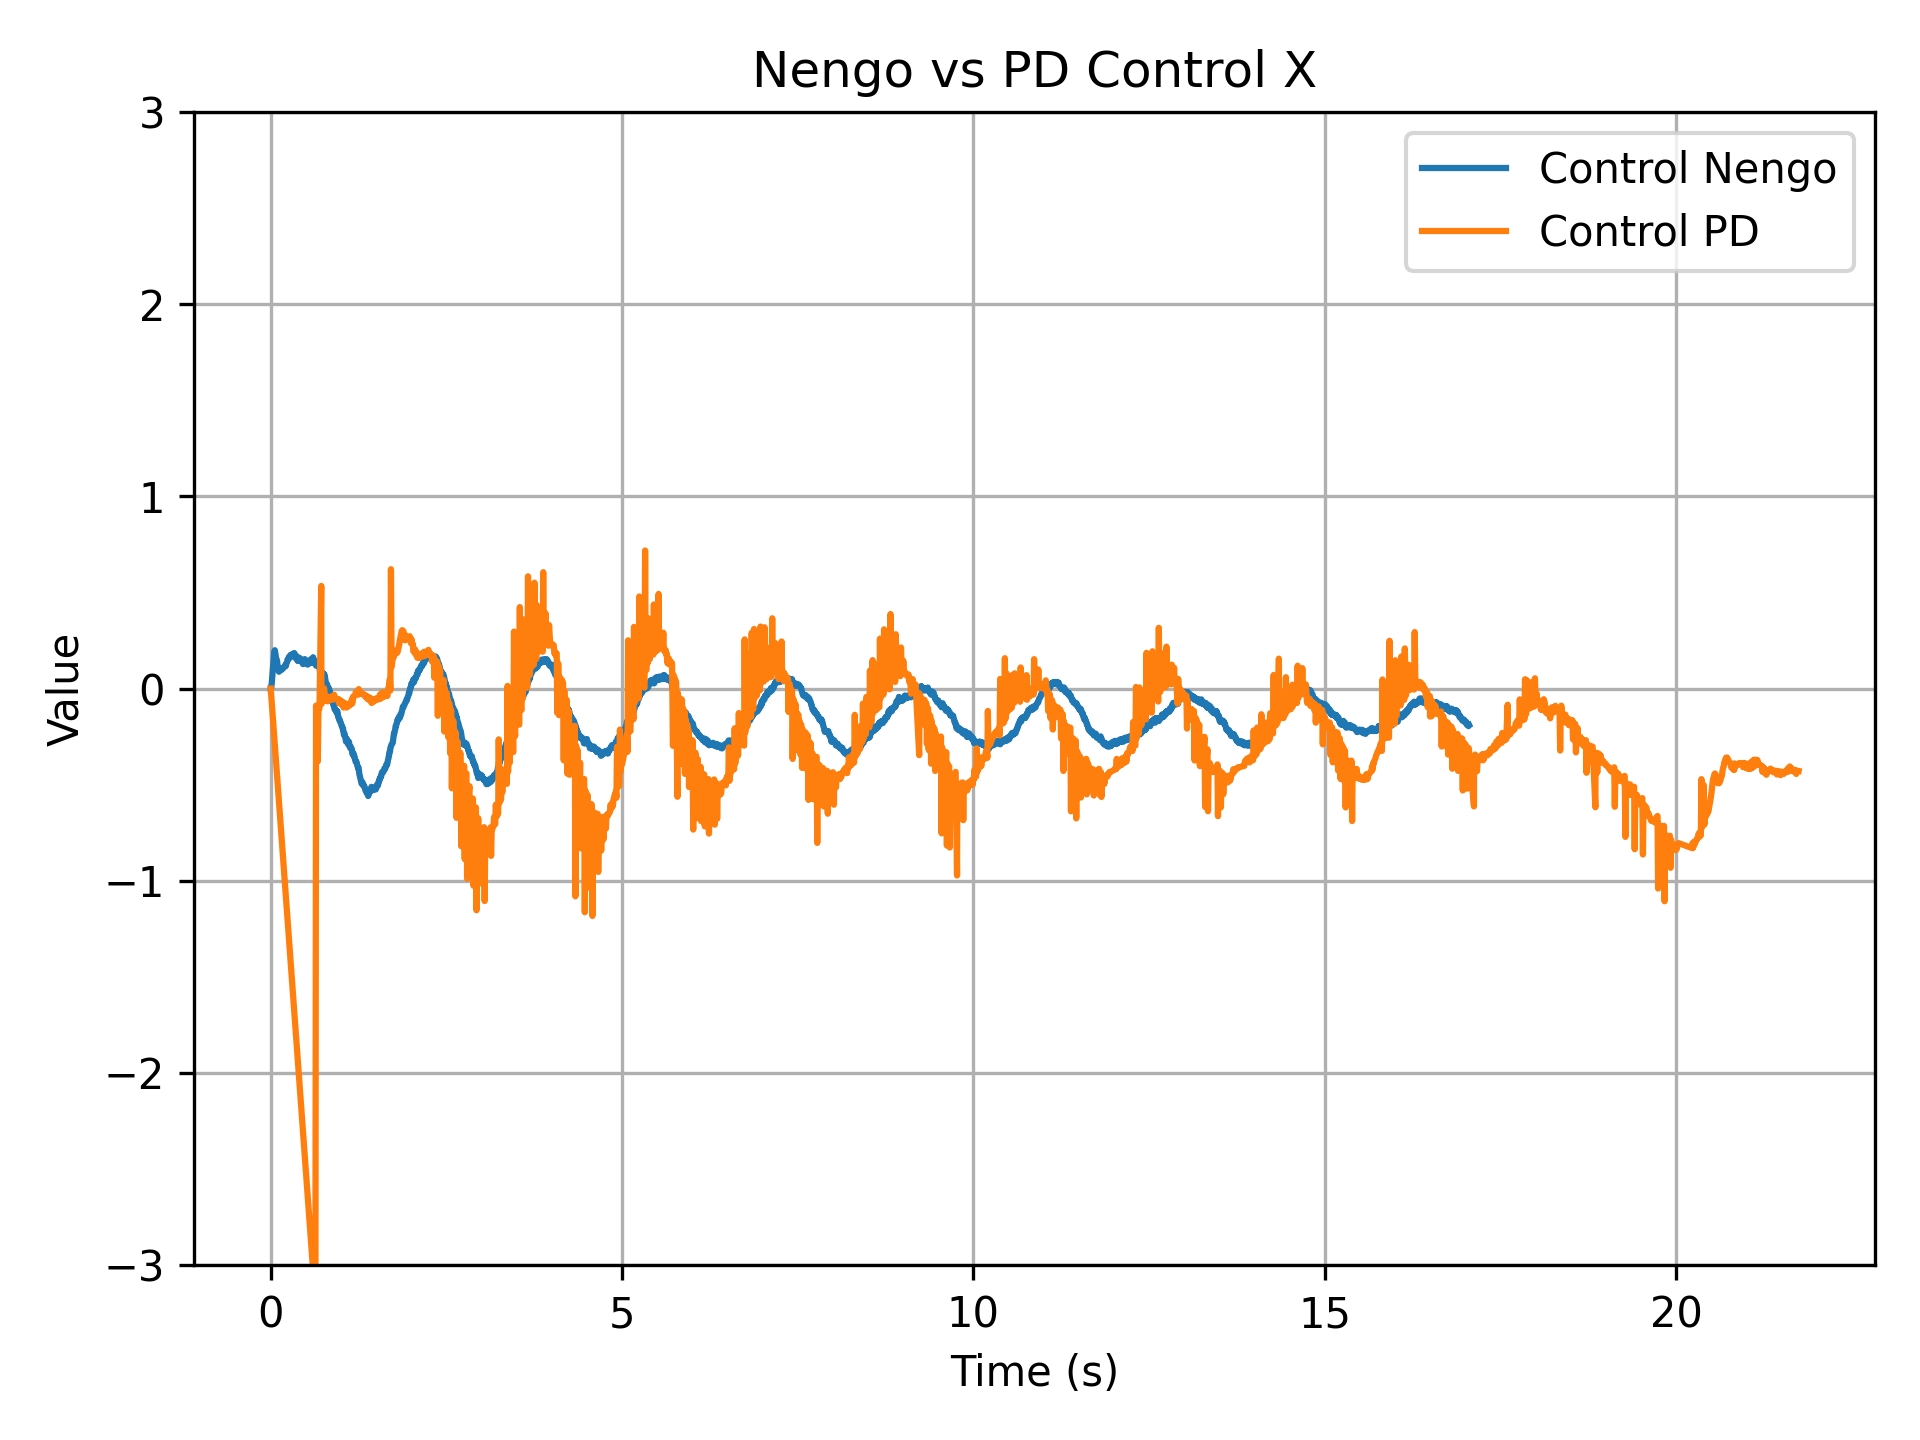 Nengo vs PD Control X
Control Nengo
Control PD
3
2
1
0
−1
−2
−3
Value
0 5 10 15 20
Time (s)